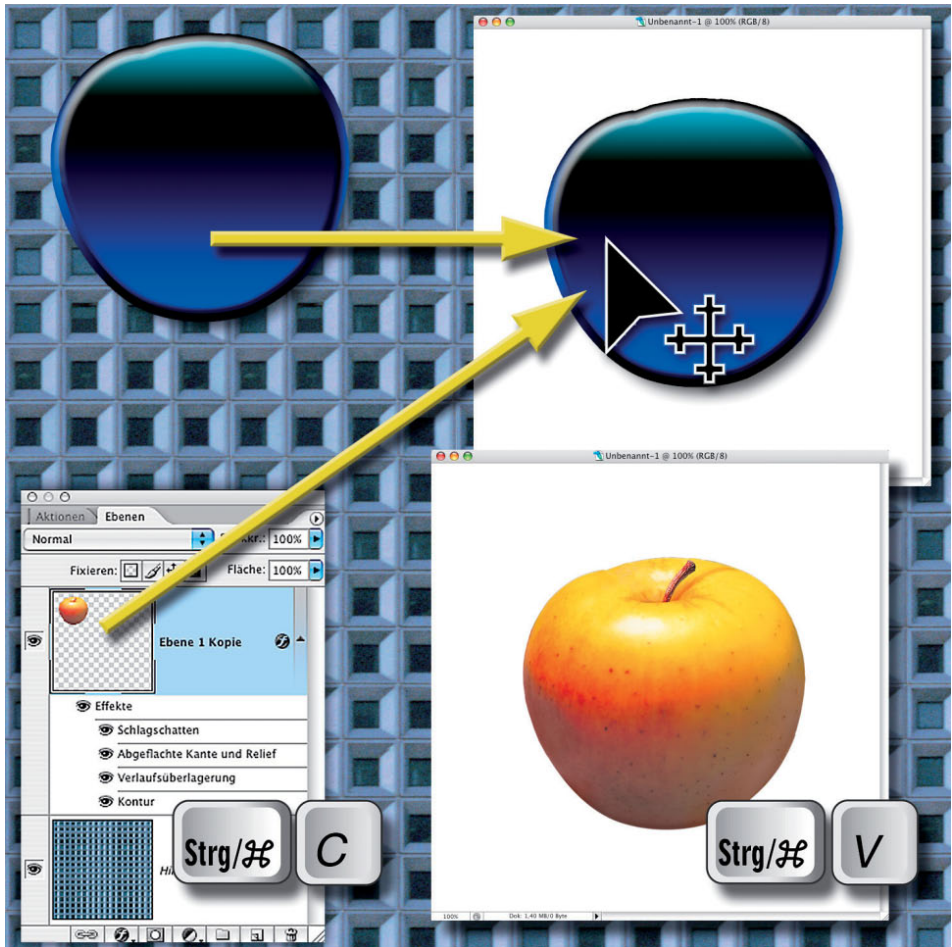 Unbenannt-1 @ 100% (RGB/8)
Unbenannt-1 @ 100% (RGB/8)
Aktionen
Ebenen
Normal
kr.: 100%
Fixieren:
Fläche: 100%
Ebene 1 Kopie
Effekte
Schlagschatten
Abgeflachte Kante und Relief
Verlaufsüberlagerung
Kontur
Strg/⌘ C
Strg/⌘ V
100%
Dok: 1,40 MB/0 Byte